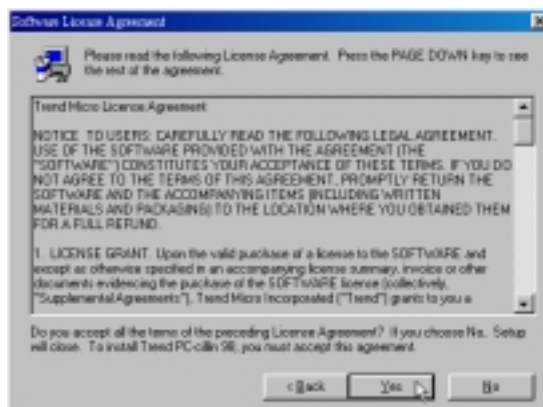 Software License Agreement
Please read the following License Agreement. Press the PAGE DOWN key to see
the rest of the agreement.
Trend Micro License Agreement
NOTICE TO USERS: CAREFULLY READ THE FOLLOWING LEGAL AGREEMENT.
USE OF THE SOFTWARE PROVIDED WITH THE AGREEMENT (THE
"SOFTWARE") CONSTITUTES YOUR ACCEPTANCE OF THESE TERMS. IF YOU DO
NOT AGREE TO THE TERMS OF THIS AGREEMENT, PROMPTLY RETURN THE
SOFTWARE AND THE ACCOMPANYING ITEMS (INCLUDING WRITTEN
MATERIALS AND PACKAGING) TO THE LOCATION WHERE YOU OBTAINED THEM
FOR A FULL REFUND.
1. LICENSE GRANT. Upon the valid purchase of a license to the SOFTWARE and
except as otherwise specified in an accompanying license summary, invoice or other
documents evidencing the purchase of the SOFTWARE license (collectively,
"Supplemental Agreements"), Trend Micro Incorporated ("Trend") grants to you a
Do you accept all the terms of the preceding License Agreement? If you choose No, Setup
will close. To install Trend PC-cillin 98, you must accept this agreement.
< Back
Yes
No